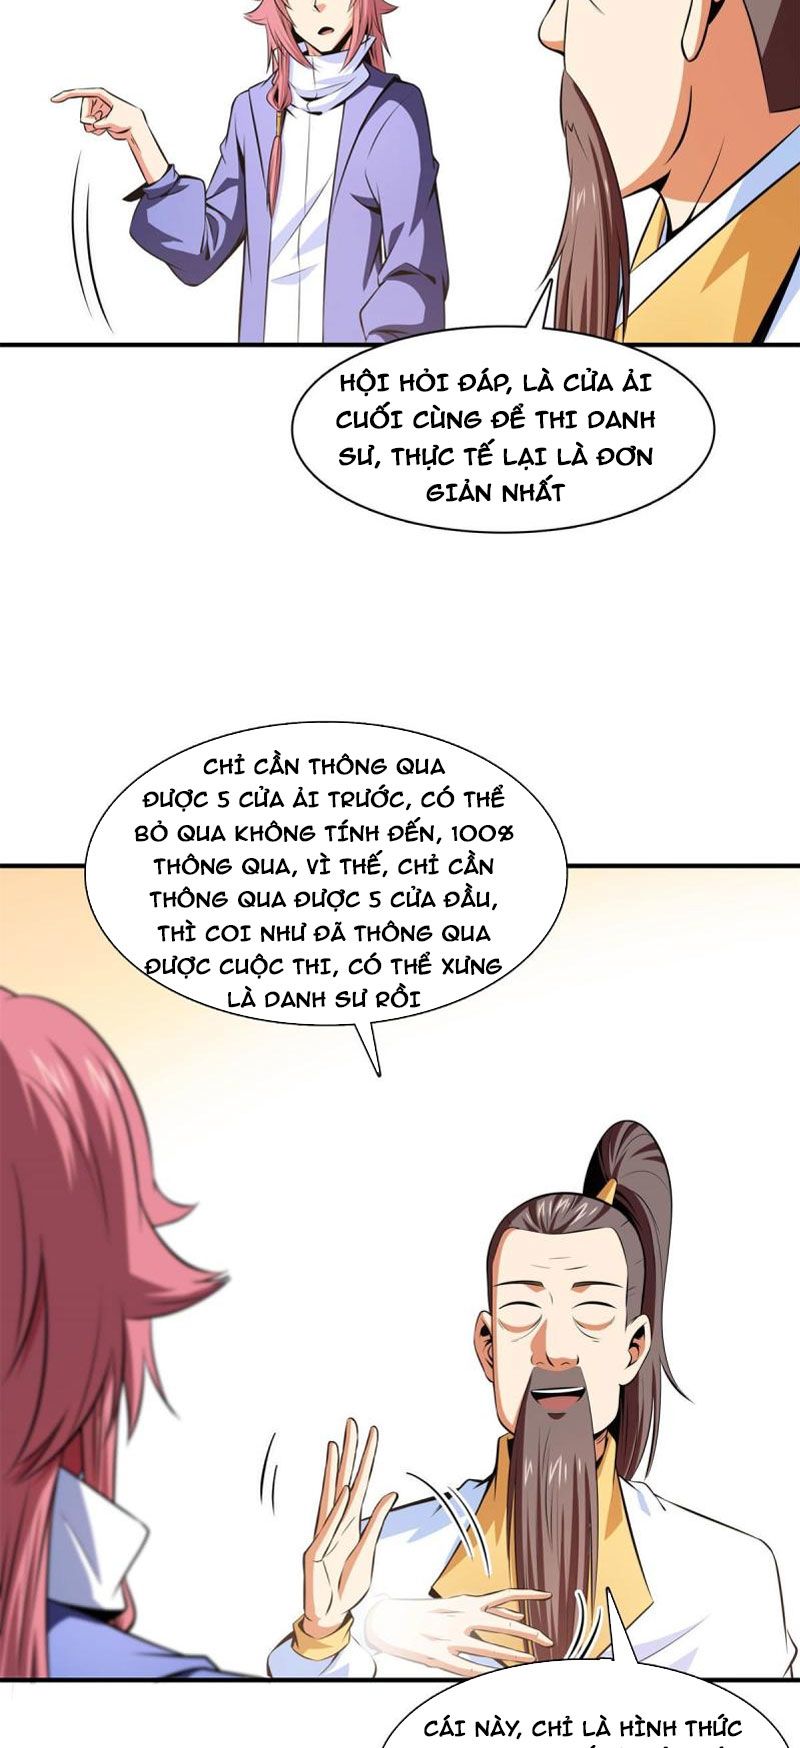 HỘI HỎI ĐÁP, LÀ CỬA ẢI
CUỐI CÙNG ĐỂ THI DANH
SƯ, THỰC TẾ LẠI LÀ ĐƠN
GIẢN NHẤT
CHỈ CẦN THÔNG QUA
ĐƯỢC 5 CỬA ẢI TRƯỚC, CÓ THỂ
BỎ QUA KHÔNG TÍNH ĐẾN, 100%
THÔNG QUA, VÌ THẾ, CHỈ CẦN
THÔNG QUA ĐƯỢC 5 CỬA ĐẦU,
THÌ COI NHƯ ĐÃ THÔNG QUA
ĐƯỢC CUỘC THI, CÓ THỂ XƯNG
LÀ DANH SƯ RỒI
CÁI NÀY, CHỈ LÀ HÌNH THỨC